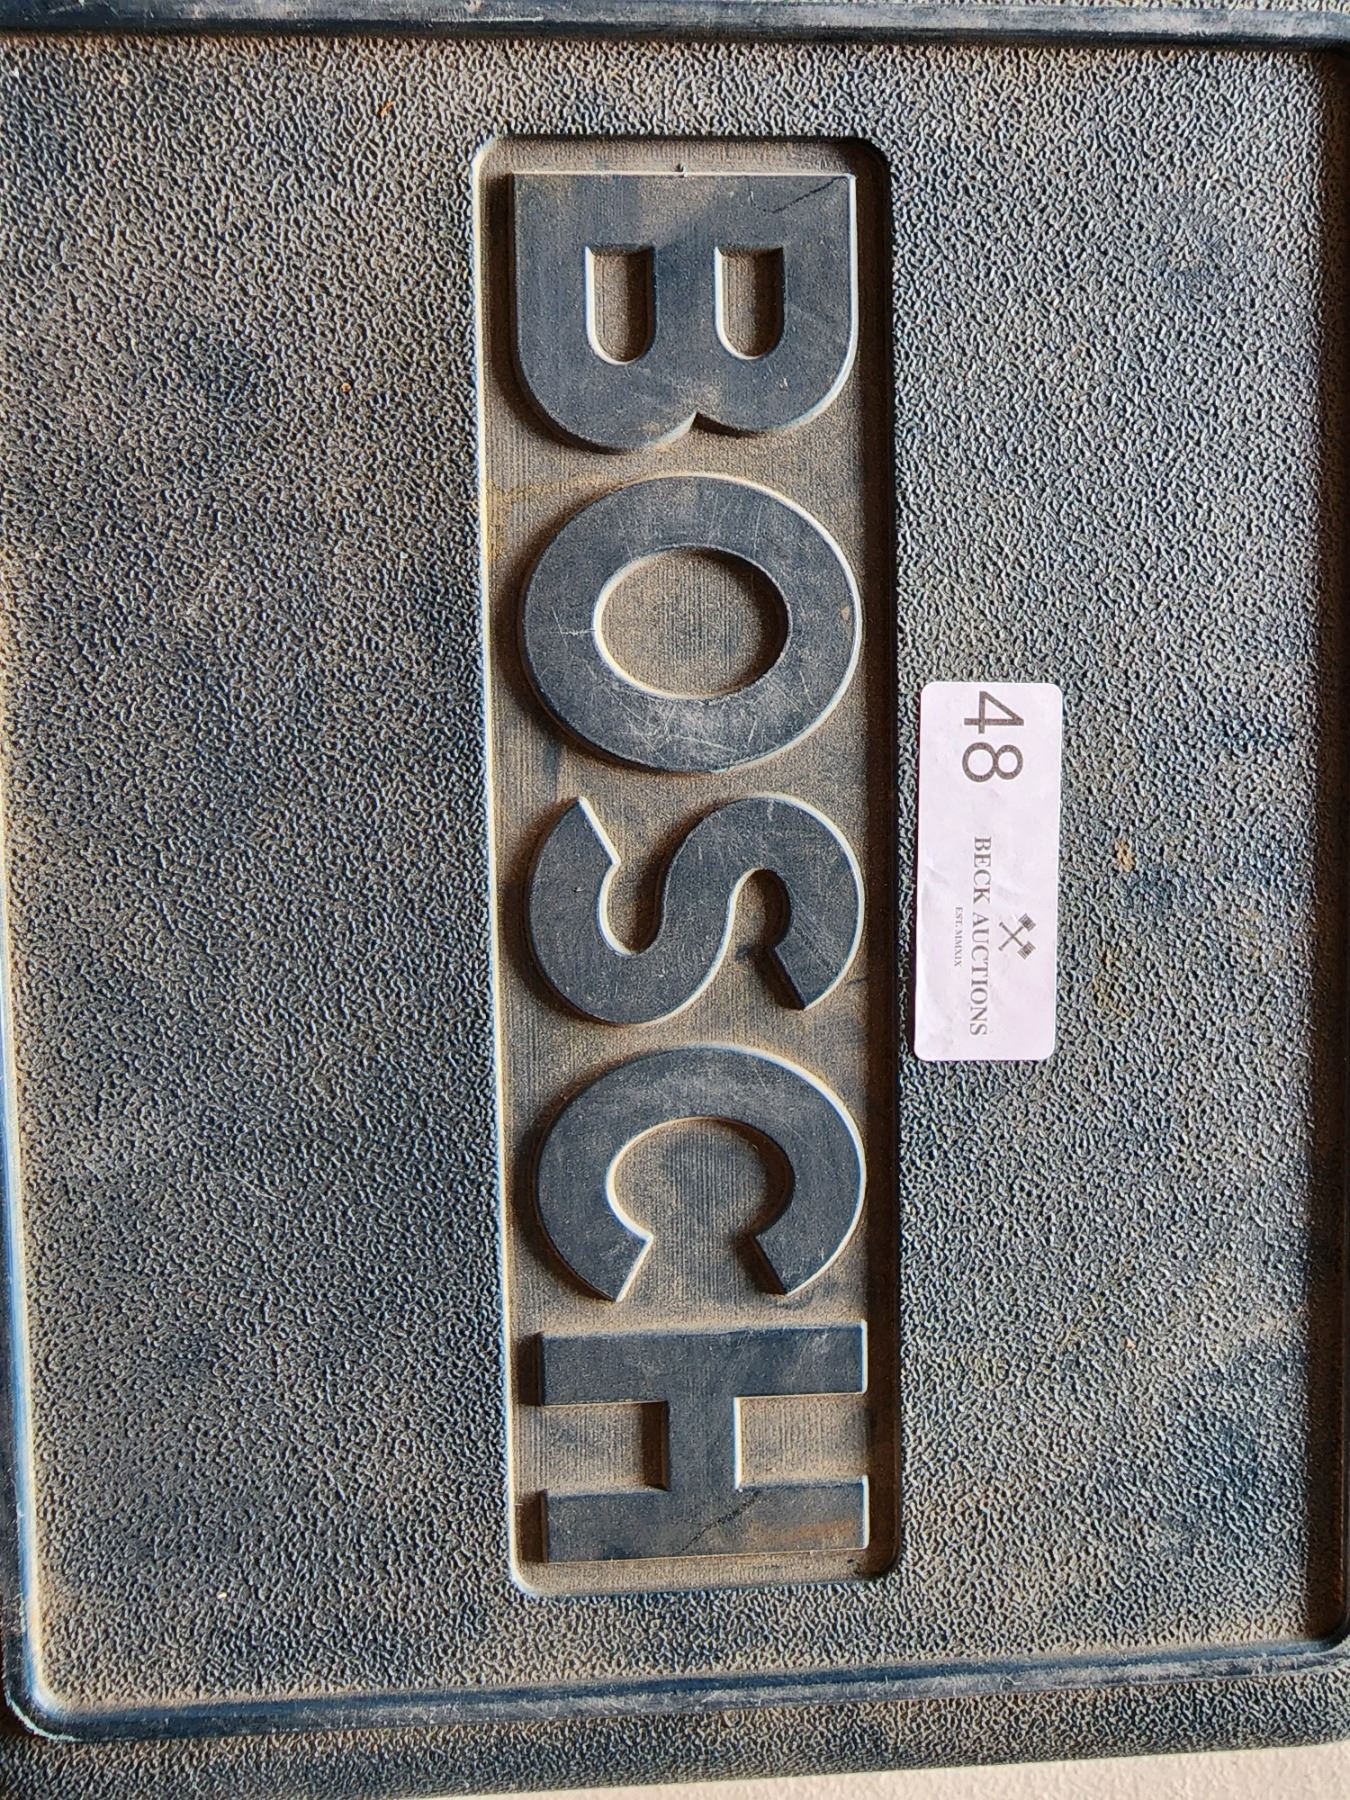 BOSCH
48
BECK AUCTIONS
EST. MMXIX